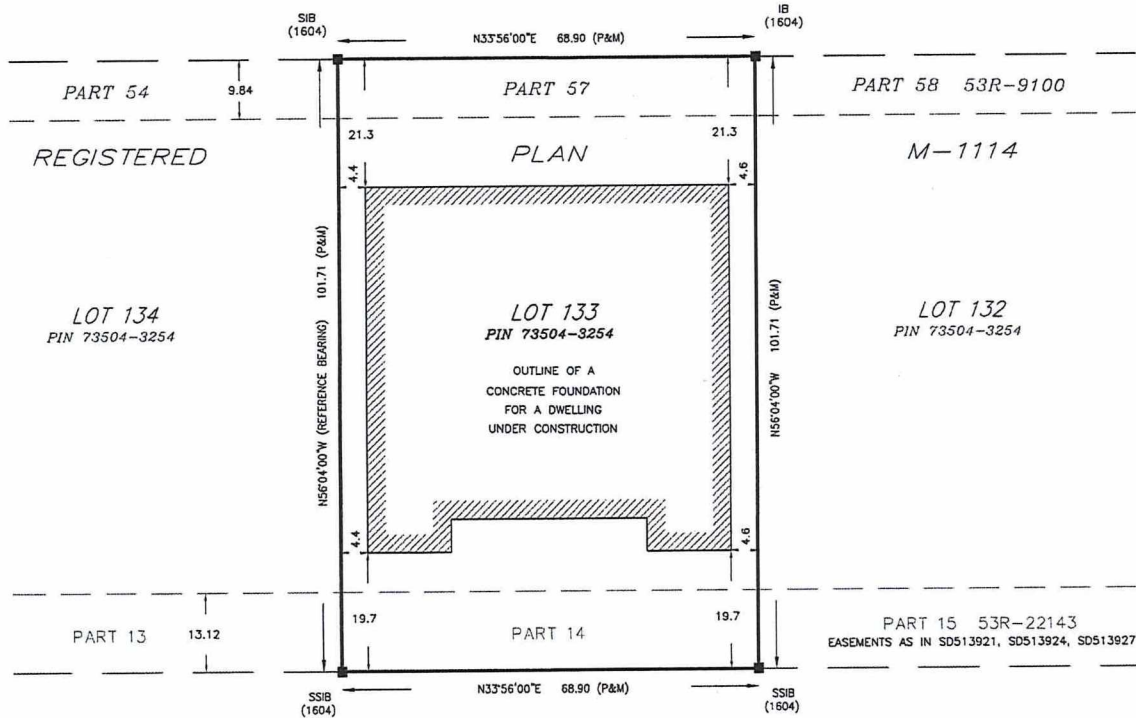 SIB
(1604)
IB
(1604)
N33°56'00"E 68.90 (P&M)
PART 54
9.84
PART 57
PART 58 53R-9100
21.3
21.3
REGISTERED
PLAN
M-1114
4.4
4.6
N56°04'00"W (REFERENCE BEARING) 101.71 (P&M)
N56°04'00"W 101.71 (P&M)
LOT 134
PIN 73504-3254
LOT 133
PIN 73504-3254
LOT 132
PIN 73504-3254
OUTLINE OF A
CONCRETE FOUNDATION
FOR A DWELLING
UNDER CONSTRUCTION
4.4
4.6
19.7
19.7
PART 13
13.12
PART 14
PART 15 53R-22143
EASEMENTS AS IN SD513921, SD513924, SD513927
N33°56'00"E 68.90 (P&M)
SSIB
(1604)
SSIB
(1604)